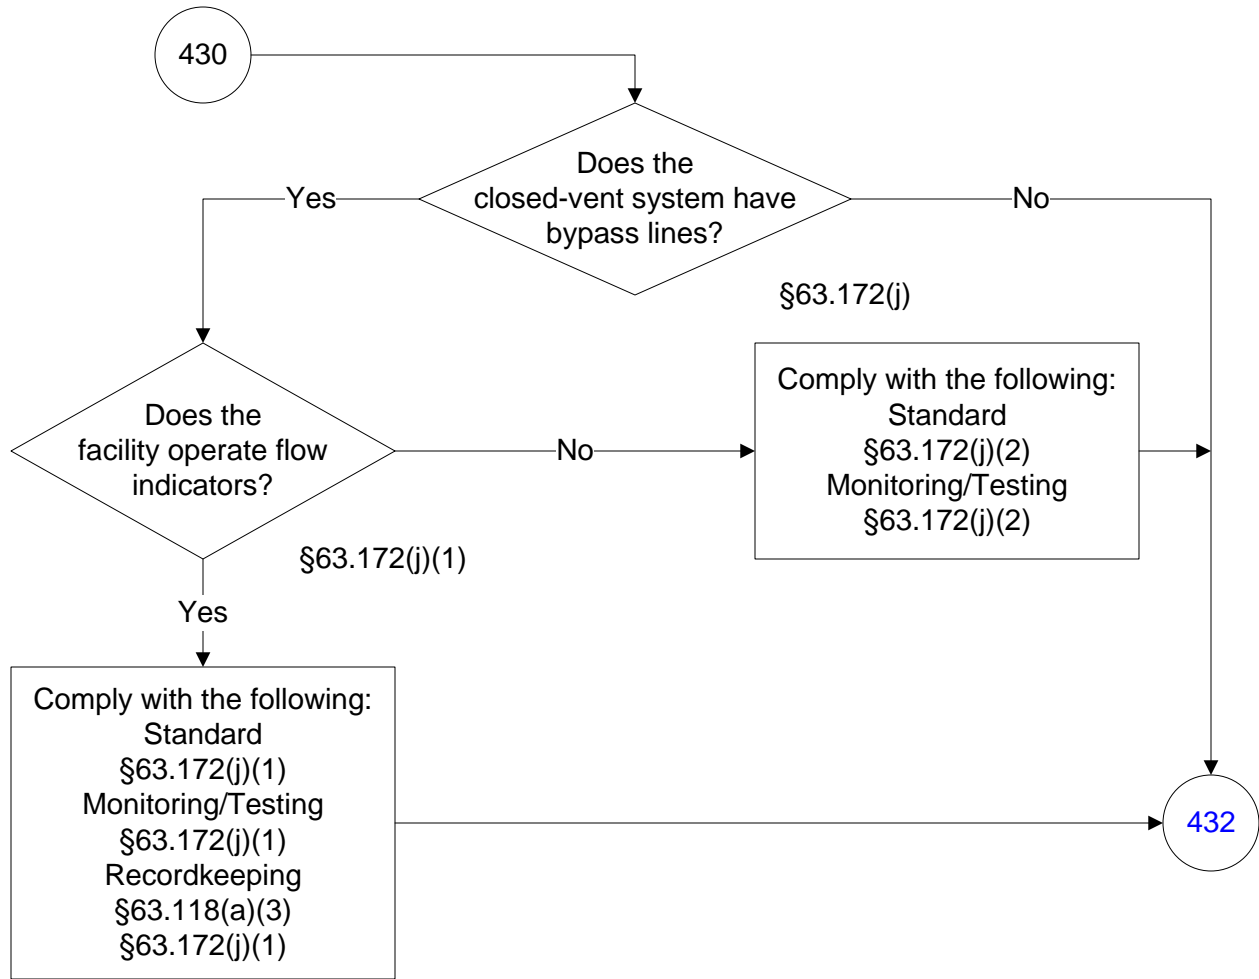 430
Does the
closed-vent system have
bypass lines?
Yes
No
§63.172(j)
Does the
facility operate flow
indicators?
No
Comply with the following:
Standard
§63.172(j)(2)
Monitoring/Testing
§63.172(j)(2)
§63.172(j)(1)
Yes
Comply with the following:
Standard
§63.172(j)(1)
Monitoring/Testing
§63.172(j)(1)
Recordkeeping
§63.118(a)(3)
§63.172(j)(1)
432